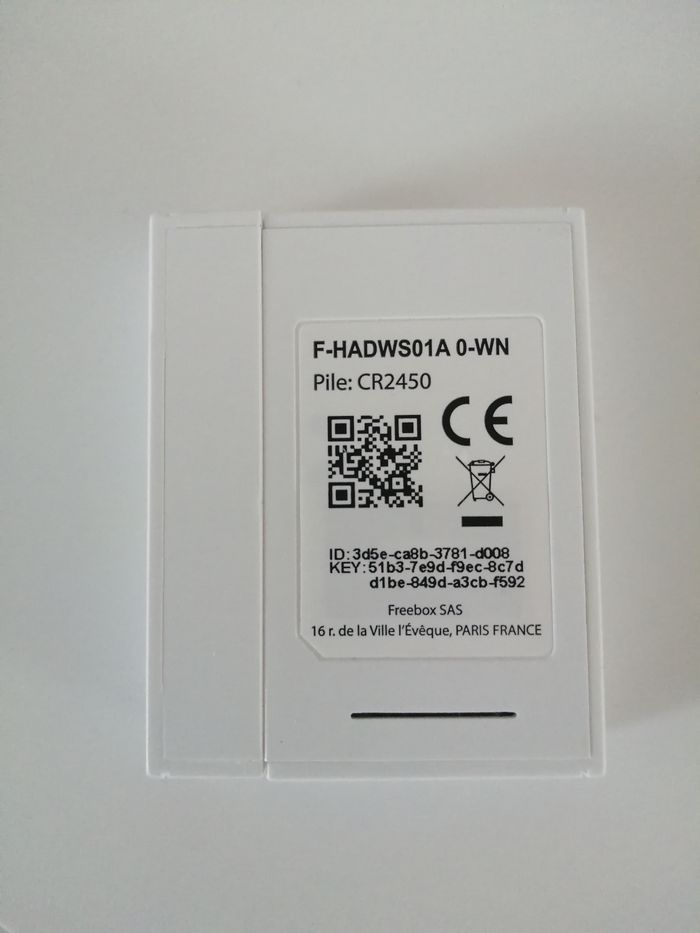 F-HADWS01A 0-WN
Pile: CR2450
CE
ID: 3d5e-ca8b-3781-d008
KEY: 51b3-7e9d-f9ec-8c7d
d1be-849d-a3cb-f592
Freebox SAS
16 r. de la Ville l'Évêque, PARIS FRANCE